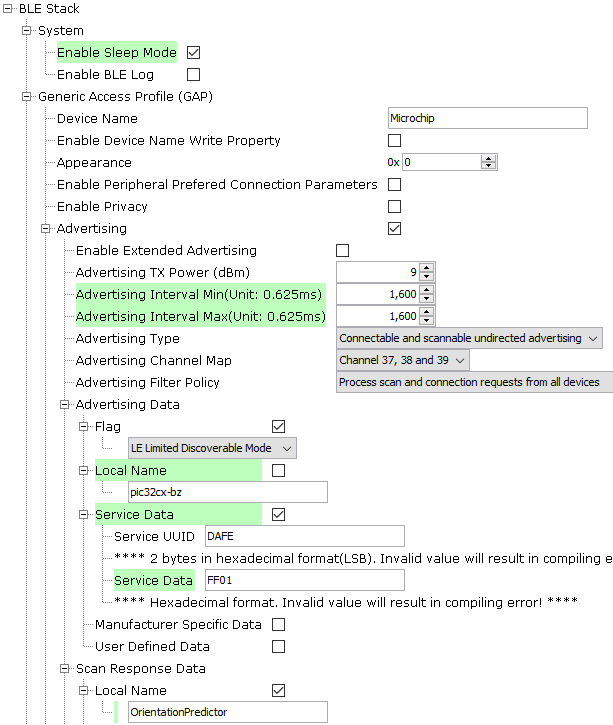 BLE Stack
System
Enable Sleep Mode
Enable BLE Log
Generic Access Profile (GAP)
Device Name Microchip
Enable Device Name Write Property
Appearance 0x 0
Enable Peripheral Prefered Connection Parameters
Enable Privacy
Advertising
Enable Extended Advertising
Advertising TX Power (dBm) 9
Advertising Interval Min(Unit: 0.625ms) 1,600
Advertising Interval Max(Unit: 0.625ms) 1,600
Advertising Type Connectable and scannable undirected advertising
Advertising Channel Map Channel 37, 38 and 39
Advertising Filter Policy Process scan and connection requests from all devices
Advertising Data
Flag
LE Limited Discoverable Mode
Local Name
pic32cx-bz
Service Data
Service UUID DAFE
**** 2 bytes in hexadecimal format(LSB). Invalid value will result in compiling e
Service Data FF01
**** Hexadecimal format. Invalid value will result in compiling error! ****
Manufacturer Specific Data
User Defined Data
Scan Response Data
Local Name
OrientationPredictor